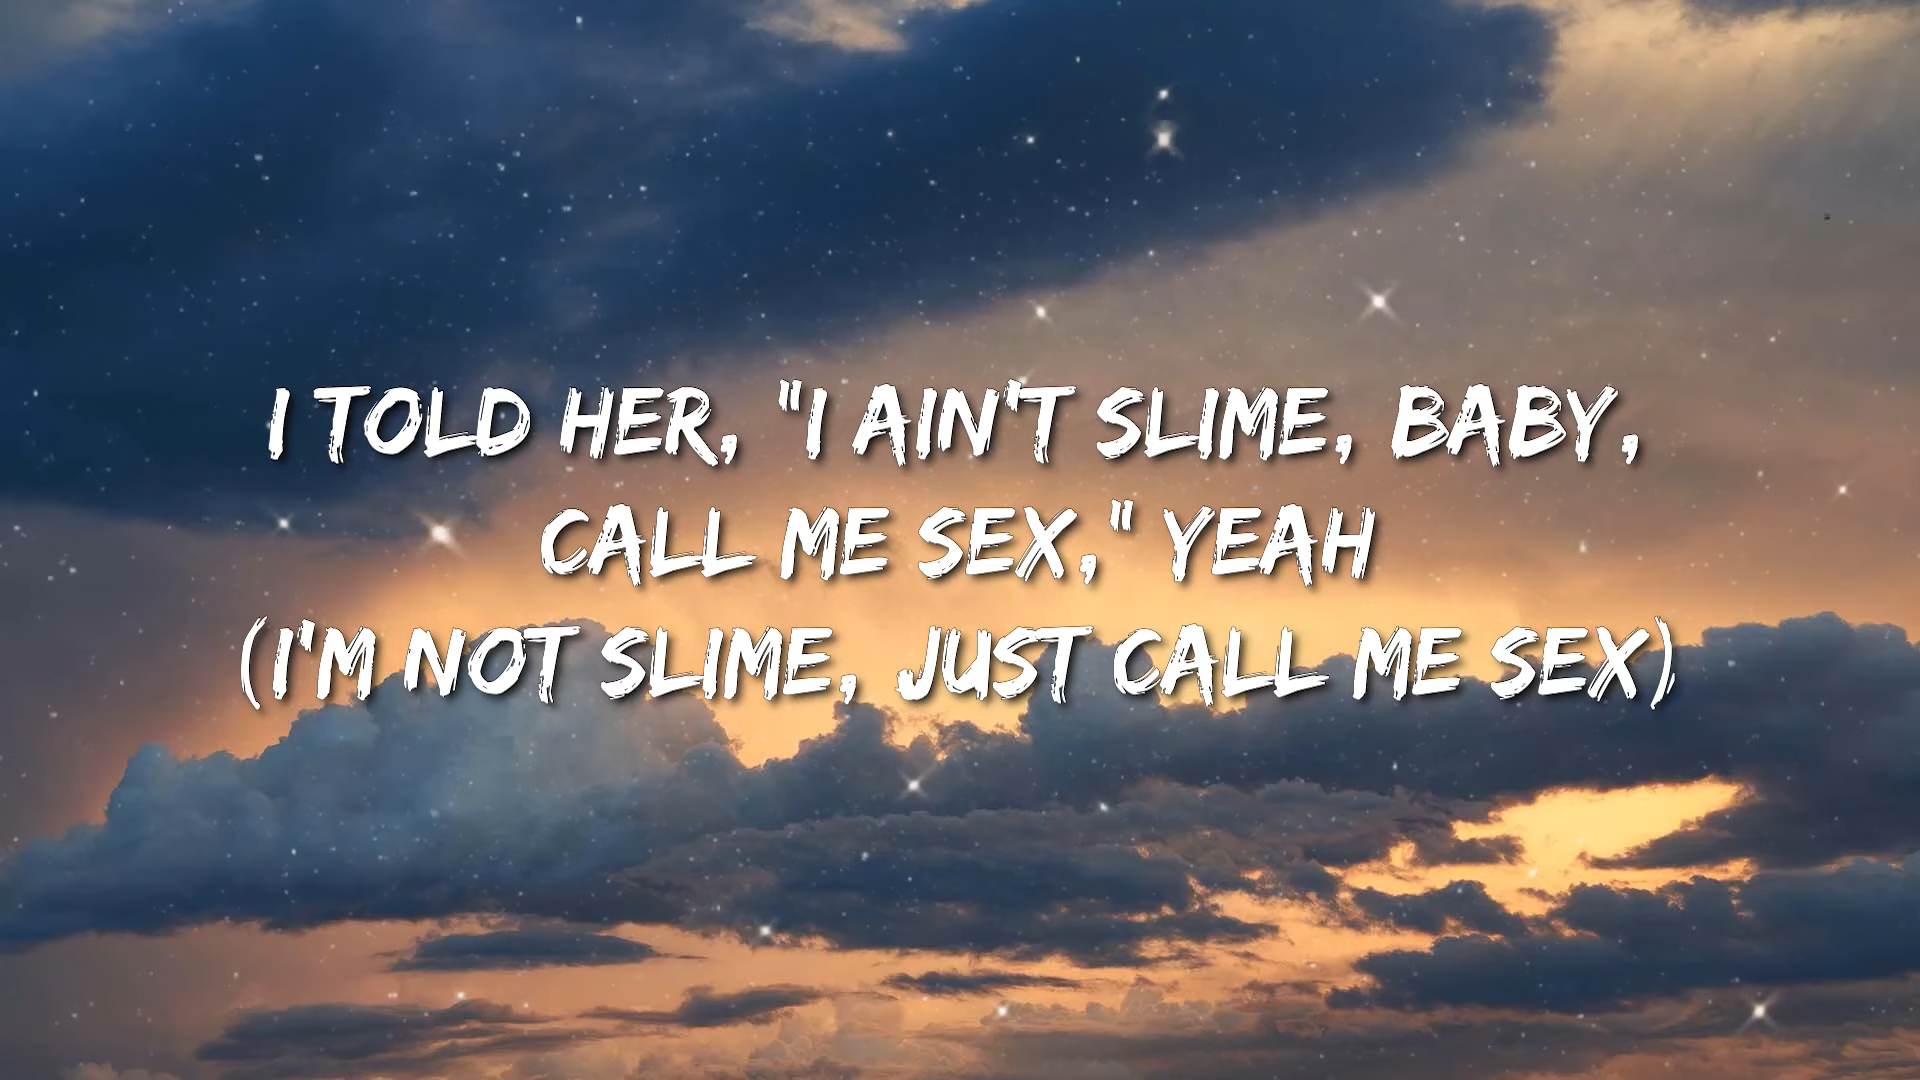 I TOLD HER, "I AIN'T SLIME, BABY,
CALL ME SEX," YEAH
(I'M NOT SLIME, JUST CALL ME SEX)